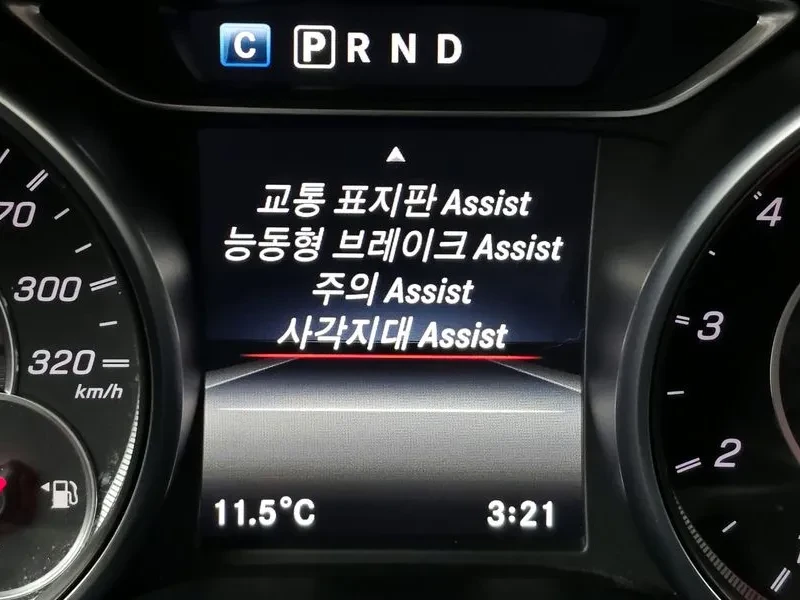 C P R N D
교통 표지판 Assist
능동형 브레이크 Assist
주의 Assist
사각지대 Assist
11.5°C 3:21
300
320
km/h
4
3
2